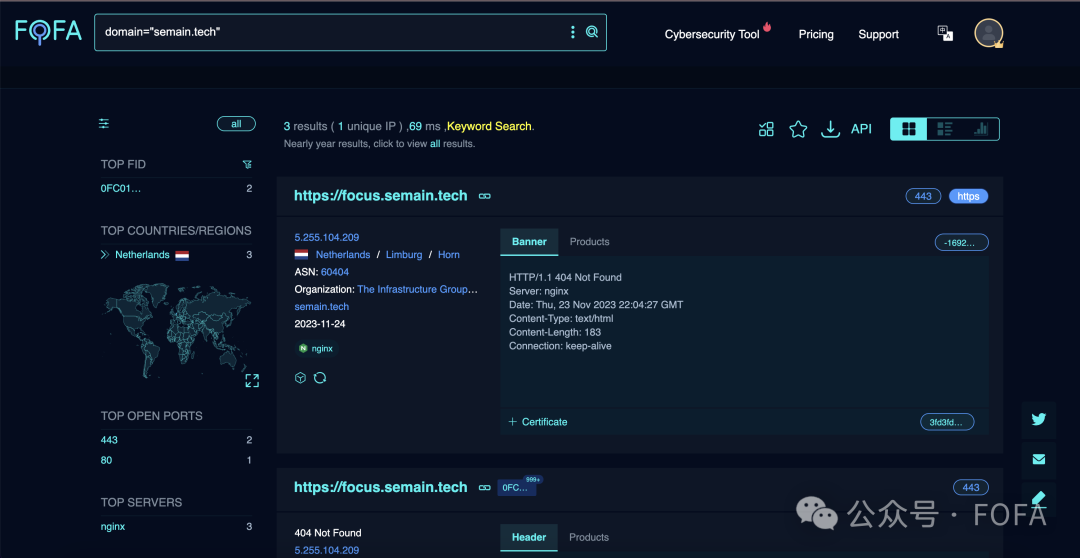 FOFA
domain="semain.tech"
Cybersecurity Tool
Pricing
Support
all
3 results ( 1 unique IP ) ,69 ms ,Keyword Search.
Nearly year results, click to view all results.
API
TOP FID
0FC01... 2
TOP COUNTRIES/REGIONS
Netherlands 3
TOP OPEN PORTS
443 2
80 1
TOP SERVERS
nginx 3
https://focus.semain.tech
443 https
5.255.104.209
Netherlands / Limburg / Horn
ASN: 60404
Organization: The Infrastructure Group...
semain.tech
2023-11-24
nginx
Banner Products
-1692...
HTTP/1.1 404 Not Found
Server: nginx
Date: Thu, 23 Nov 2023 22:04:27 GMT
Content-Type: text/html
Content-Length: 183
Connection: keep-alive
+ Certificate
3fd3fd...
https://focus.semain.tech
0FC...
999+
443
404 Not Found
5.255.104.209
Header Products
公众号 · FOFA